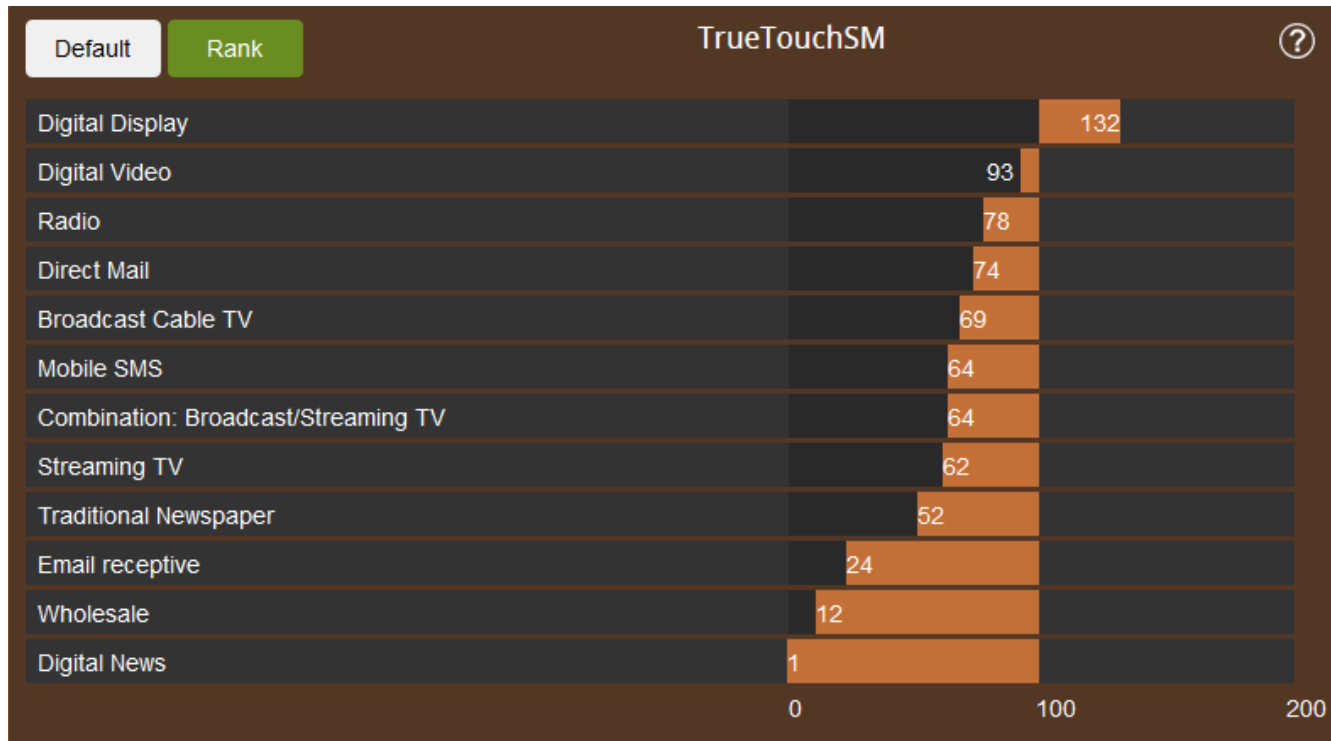 Default Rank TrueTouchSM ?
Digital Display 132
Digital Video 93
Radio 78
Direct Mail 74
Broadcast Cable TV 69
Mobile SMS 64
Combination: Broadcast/Streaming TV 64
Streaming TV 62
Traditional Newspaper 52
Email receptive 24
Wholesale 12
Digital News 1
0 100 200